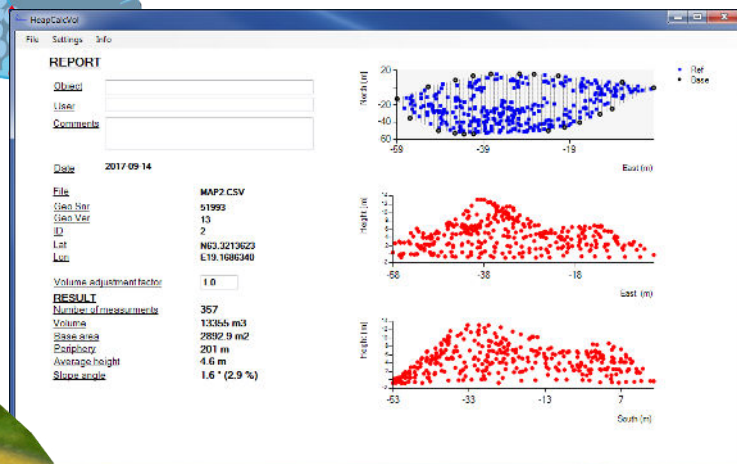 HeapCalcVol
File Settings Info
REPORT
Object
User
Comments
Date 2017-09-14
File MAP2.CSV
Geo Snr 51993
Geo Ver 13
ID 2
Lat N63.3213623
Lon E19.1686340
Volume adjustment factor 1.0
RESULT
Number of measurments 357
Volume 13355 m3
Base area 2892.9 m2
Periphery 201 m
Average height 4.6 m
Slope angle 1.6 ° (2.9 %)
North (m)
20
-20
-40
60
-59 -39 -19
East (m)
Ref
Base
Height (m)
-58 -38 -18
East (m)
Height (m)
-53 -33 -13 7
South (m)